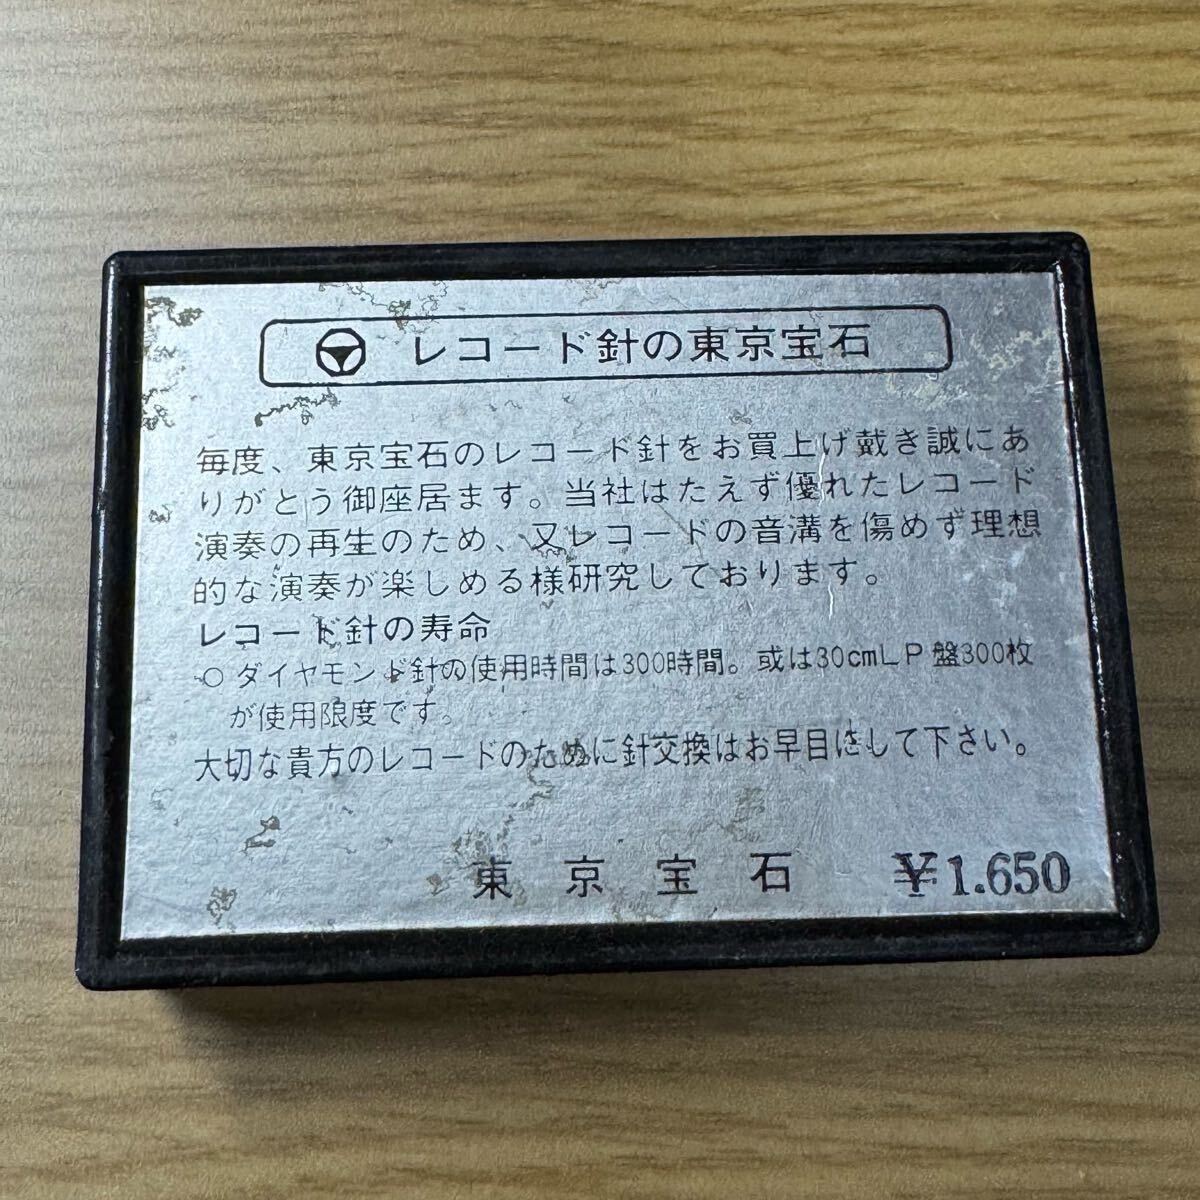 レコード針の東京宝石
毎度、東京宝石のレコード針をお買上げ戴き誠にあ
りがとう御座居ます。当社はたえず優れたレコード
演奏の再生のため、又レコードの音溝を傷めず理想
的な演奏が楽しめる様研究しております。
レコード針の寿命
○ ダイヤモンド針の使用時間は300時間。或は30cmLP盤300枚
が使用限度です。
大切な貴方のレコードのために針交換はお早目にして下さい。
東京宝石 ¥1.650